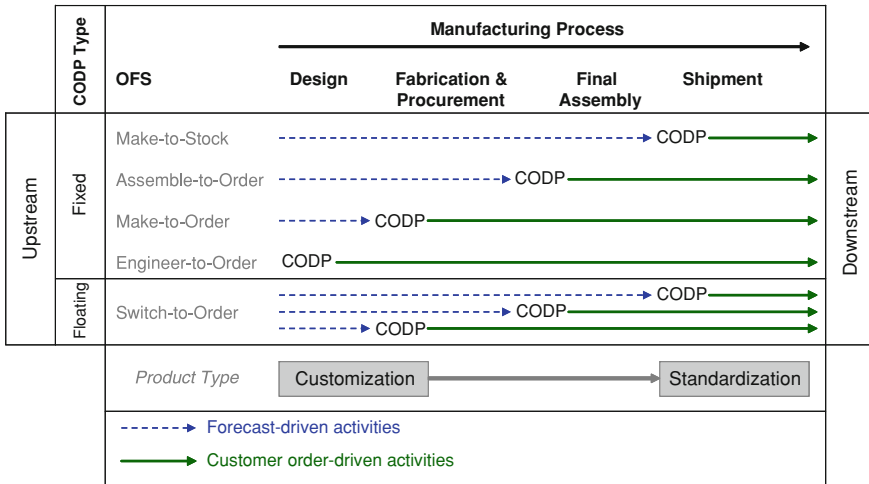 CODP Type
Manufacturing Process
OFS
Design
Fabrication &
Procurement
Final
Assembly
Shipment
Upstream
Fixed
Make-to-Stock
CODP
Assemble-to-Order
CODP
Make-to-Order
CODP
Engineer-to-Order
CODP
Downstream
Floating
Switch-to-Order
CODP
CODP
CODP
Product Type
Customization
Standardization
Forecast-driven activities
Customer order-driven activities